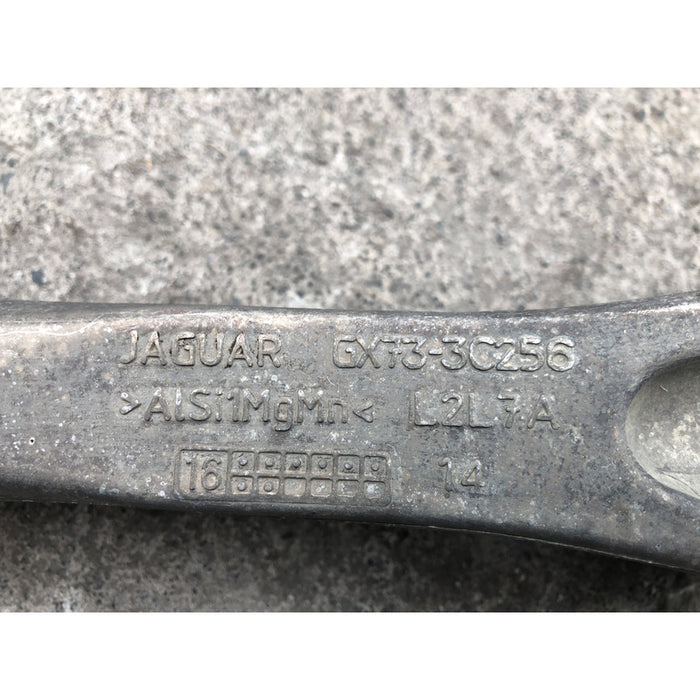 JAGUAR GX73-3C256
>AlSi1MgMn< L2L7A
16 14